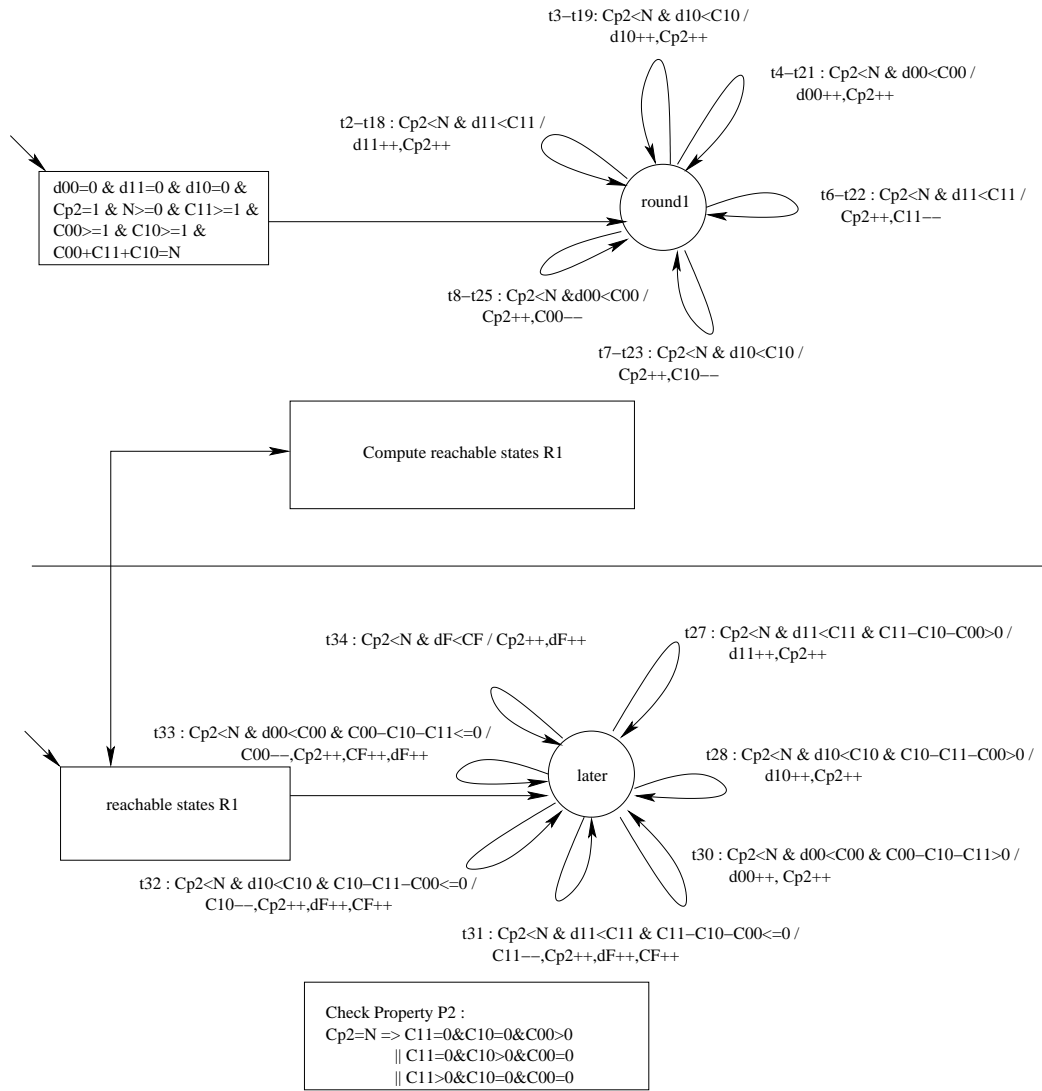 t3–t19: Cp2<N & d10<C10 /
d10++,Cp2++
t4–t21 : Cp2<N & d00<C00 /
d00++,Cp2++
t2–t18 : Cp2<N & d11<C11 /
d11++,Cp2++
d00=0 & d11=0 & d10=0 &
Cp2=1 & N>=0 & C11>=1 &
C00>=1 & C10>=1 &
C00+C11+C10=N
round1
t6–t22 : Cp2<N & d11<C11 /
Cp2++,C11––
t8–t25 : Cp2<N &d00<C00 /
Cp2++,C00––
t7–t23 : Cp2<N & d10<C10 /
Cp2++,C10––
Compute reachable states R1
t34 : Cp2<N & dF<CF / Cp2++,dF++
t27 : Cp2<N & d11<C11 & C11–C10–C00>0 /
d11++,Cp2++
t33 : Cp2<N & d00<C00 & C00–C10–C11<=0 /
C00––,Cp2++,CF++,dF++
t28 : Cp2<N & d10<C10 & C10–C11–C00>0 /
d10++,Cp2++
later
reachable states R1
t30 : Cp2<N & d00<C00 & C00–C10–C11>0 /
d00++, Cp2++
t32 : Cp2<N & d10<C10 & C10–C11–C00<=0 /
C10––,Cp2++,dF++,CF++
t31 : Cp2<N & d11<C11 & C11–C10–C00<=0 /
C11––,Cp2++,dF++,CF++
Check Property P2 :
Cp2=N => C11=0&C10=0&C00>0
|| C11=0&C10>0&C00=0
|| C11>0&C10=0&C00=0